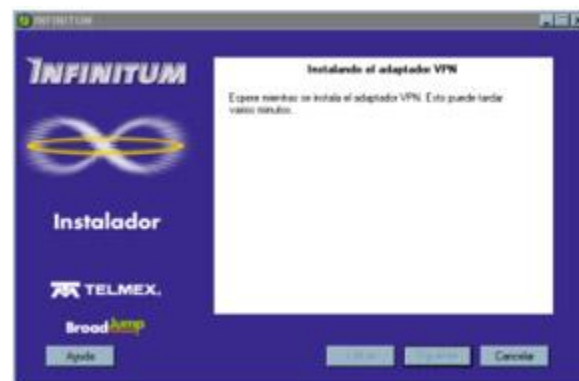 INFINITUM
INFINITUM
Instalando el adaptador VPN
Espere mientras se instala el adaptador VPN. Esto puede tardar
varios minutos...
Instalador
TELMEX.
BroadJump
Ayuda
Cancelar